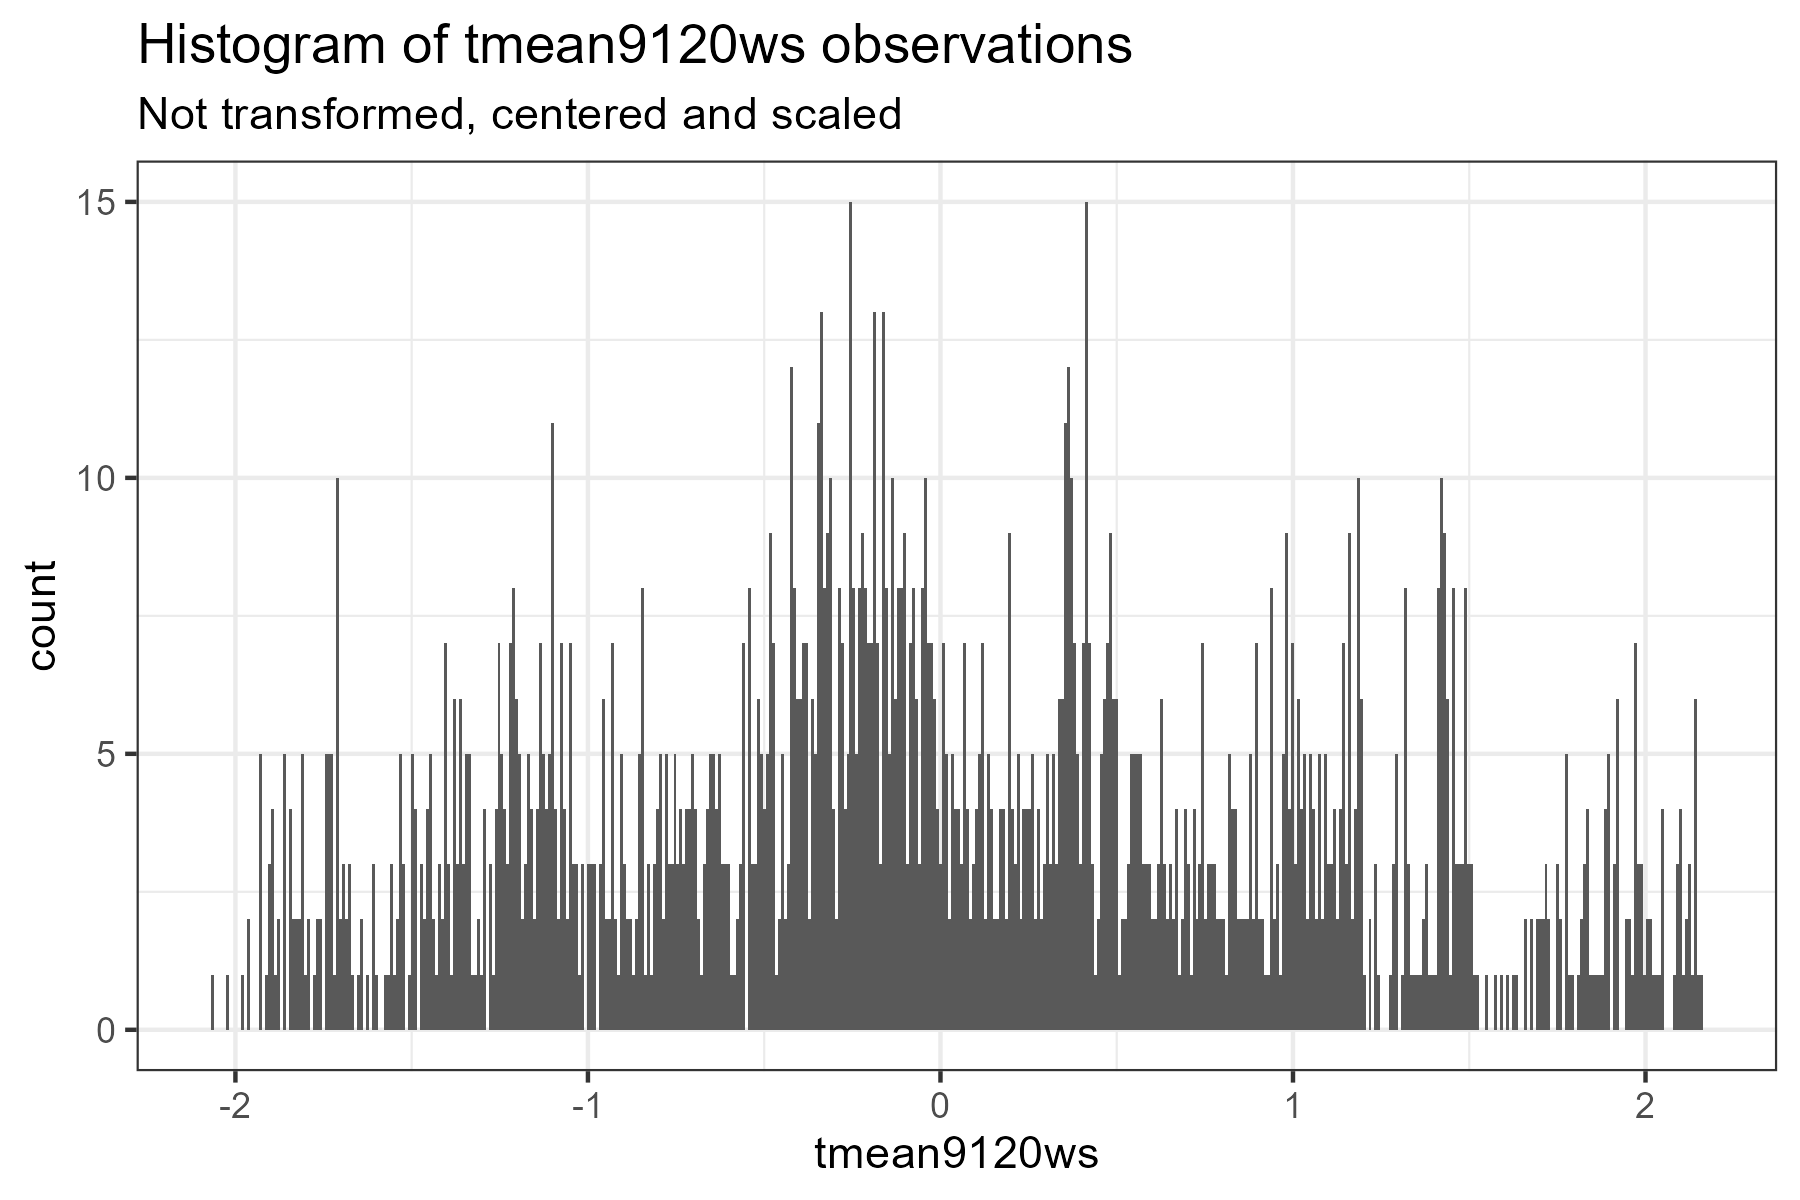 Histogram of tmean9120ws observations
Not transformed, centered and scaled
15
10
5
0
count
-2
-1
0
1
2
tmean9120ws